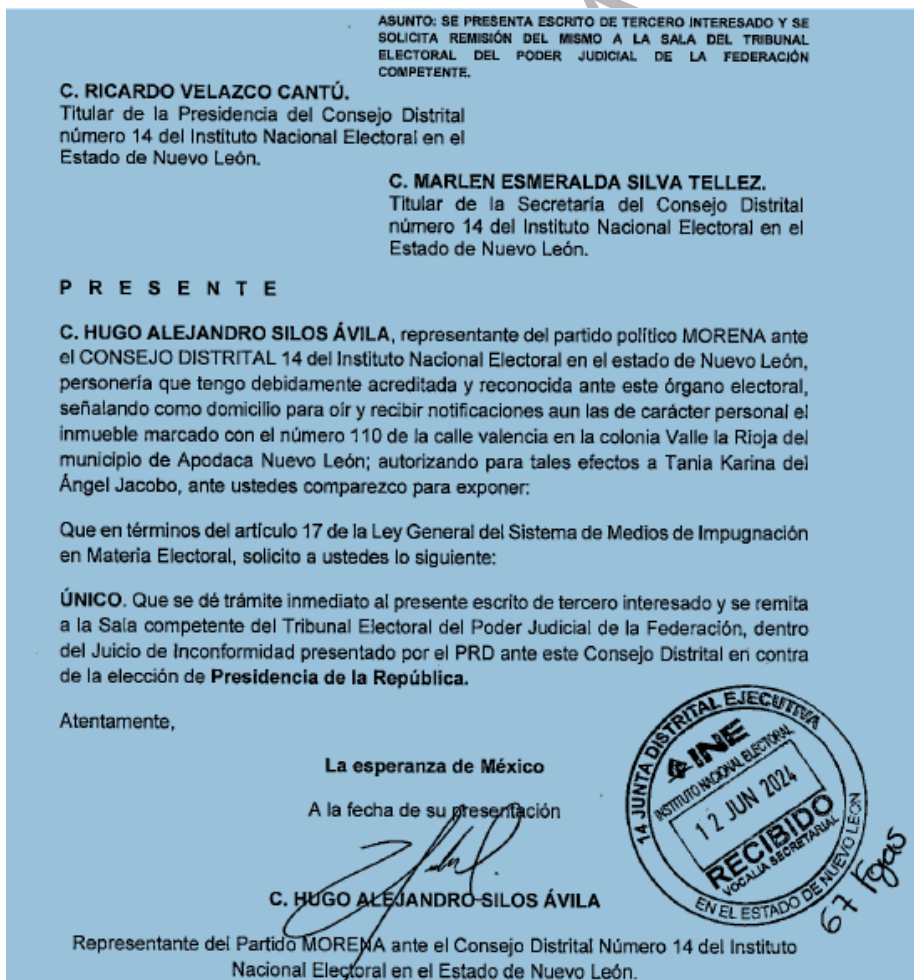 ASUNTO: SE PRESENTA ESCRITO DE TERCERO INTERESADO Y SE
SOLICITA REMISIÓN DEL MISMO A LA SALA DEL TRIBUNAL
ELECTORAL DEL PODER JUDICIAL DE LA FEDERACIÓN
COMPETENTE.
C. RICARDO VELAZCO CANTÚ.
Titular de la Presidencia del Consejo Distrital
número 14 del Instituto Nacional Electoral en el
Estado de Nuevo León.
C. MARLEN ESMERALDA SILVA TELLEZ.
Titular de la Secretaría del Consejo Distrital
número 14 del Instituto Nacional Electoral en el
Estado de Nuevo León.
P R E S E N T E
C. HUGO ALEJANDRO SILOS ÁVILA, representante del partido político MORENA ante
el CONSEJO DISTRITAL 14 del Instituto Nacional Electoral en el estado de Nuevo León,
personería que tengo debidamente acreditada y reconocida ante este órgano electoral,
señalando como domicilio para oír y recibir notificaciones aun las de carácter personal el
inmueble marcado con el número 110 de la calle valencia en la colonia Valle la Rioja del
municipio de Apodaca Nuevo León; autorizando para tales efectos a Tania Karina del
Ángel Jacobo, ante ustedes comparezco para exponer:
Que en términos del artículo 17 de la Ley General del Sistema de Medios de Impugnación
en Materia Electoral, solicito a ustedes lo siguiente:
ÚNICO. Que se dé trámite inmediato al presente escrito de tercero interesado y se remita
a la Sala competente del Tribunal Electoral del Poder Judicial de la Federación, dentro
del Juicio de Inconformidad presentado por el PRD ante este Consejo Distrital en contra
de la elección de Presidencia de la República.
Atentamente,
La esperanza de México
A la fecha de su presentación
C. HUGO ALEJANDRO SILOS ÁVILA
Representante del Partido MORENA ante el Consejo Distrital Número 14 del Instituto
Nacional Electoral en el Estado de Nuevo León.
14 JUNTA DISTRITAL EJECUTIVA
INE
INSTITUTO NACIONAL ELECTORAL
12 JUN 2024
RECIBIDO
VOCALIA SECRETARIAL
EN EL ESTADO DE NUEVO LEON
67 Fojas